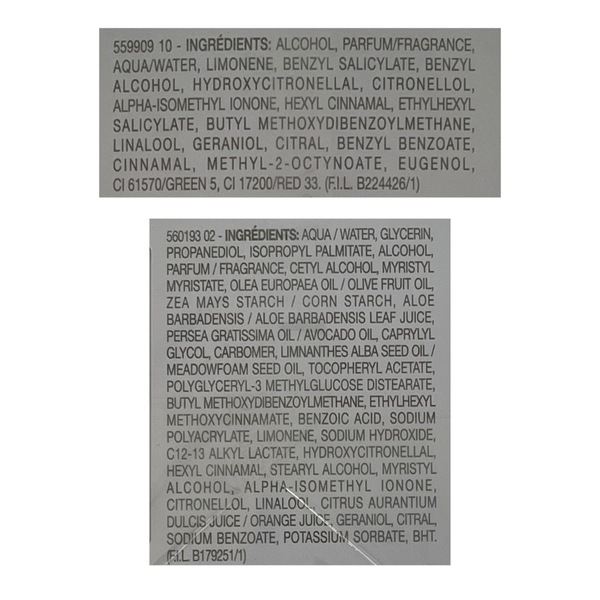 559909 10 - INGRÉDIENTS: ALCOHOL, PARFUM/FRAGRANCE,
AQUA/WATER, LIMONENE, BENZYL SALICYLATE, BENZYL
ALCOHOL, HYDROXYCITRONELLAL, CITRONELLOL,
ALPHA-ISOMETHYL IONONE, HEXYL CINNAMAL, ETHYLHEXYL
SALICYLATE, BUTYL METHOXYDIBENZOYLMETHANE,
LINALOOL, GERANIOL, CITRAL, BENZYL BENZOATE,
CINNAMAL, METHYL-2-OCTYNOATE, EUGENOL,
CI 61570/GREEN 5, CI 17200/RED 33. (F.I.L. B224426/1)
560193 02 - INGRÉDIENTS: AQUA / WATER, GLYCERIN,
PROPANEDIOL, ISOPROPYL PALMITATE, ALCOHOL,
PARFUM / FRAGRANCE, CETYL ALCOHOL, MYRISTYL
MYRISTATE, OLEA EUROPAEA OIL / OLIVE FRUIT OIL,
ZEA MAYS STARCH / CORN STARCH, ALOE
BARBADENSIS / ALOE BARBADENSIS LEAF JUICE,
PERSEA GRATISSIMA OIL / AVOCADO OIL, CAPRYLYL
GLYCOL, CARBOMER, LIMNANTHES ALBA SEED OIL /
MEADOWFOAM SEED OIL, TOCOPHERYL ACETATE,
POLYGLYCERYL-3 METHYLGLUCOSE DISTEARATE,
BUTYL METHOXYDIBENZOYLMETHANE, ETHYLHEXYL
METHOXYCINNAMATE, BENZOIC ACID, SODIUM
POLYACRYLATE, LIMONENE, SODIUM HYDROXIDE,
C12-13 ALKYL LACTATE, HYDROXYCITRONELLAL,
HEXYL CINNAMAL, STEARYL ALCOHOL, MYRISTYL
ALCOHOL, ALPHA-ISOMETHYL IONONE,
CITRONELLOL, LINALOOL, CITRUS AURANTIUM
DULCIS JUICE / ORANGE JUICE, GERANIOL, CITRAL,
SODIUM BENZOATE, POTASSIUM SORBATE, BHT.
(F.I.L. B179251/1)